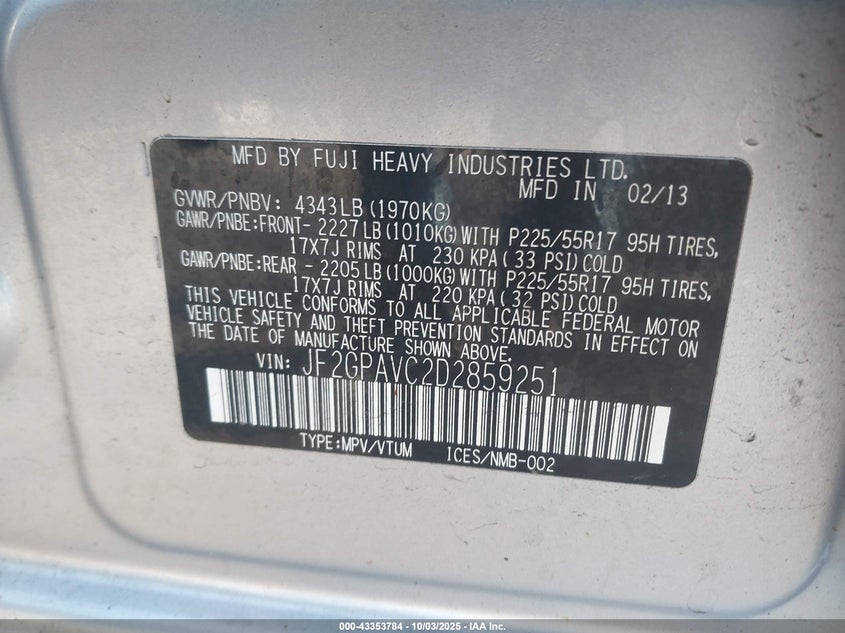 MFD BY FUJI HEAVY INDUSTRIES LTD.
MFD IN 02/13
GVWR/PNBV: 4343LB(1970KG)
GAWR/PNBE:FRONT- 2227LB(1010KG)WITH P225/55R17 95H TIRES,
17X7J RIMS AT 230 KPA( 33 PSI)COLD
GAWR/PNBE:REAR - 2205LB(1000KG)WITH P225/55R17 95H TIRES,
17X7J RIMS AT 220 KPA( 32 PSI)COLD
THIS VEHICLE CONFORMS TO ALL APPLICABLE FEDERAL MOTOR
VEHICLE SAFETY AND THEFT PREVENTION STANDARDS IN EFFECT ON
THE DATE OF MANUFACTURE SHOWN ABOVE.
VIN: JF2GPAVC2D2859251
TYPE:MPV/VTUM ICES/NMB-002
000-43353784 - 10/03/2025 - IAA Inc.